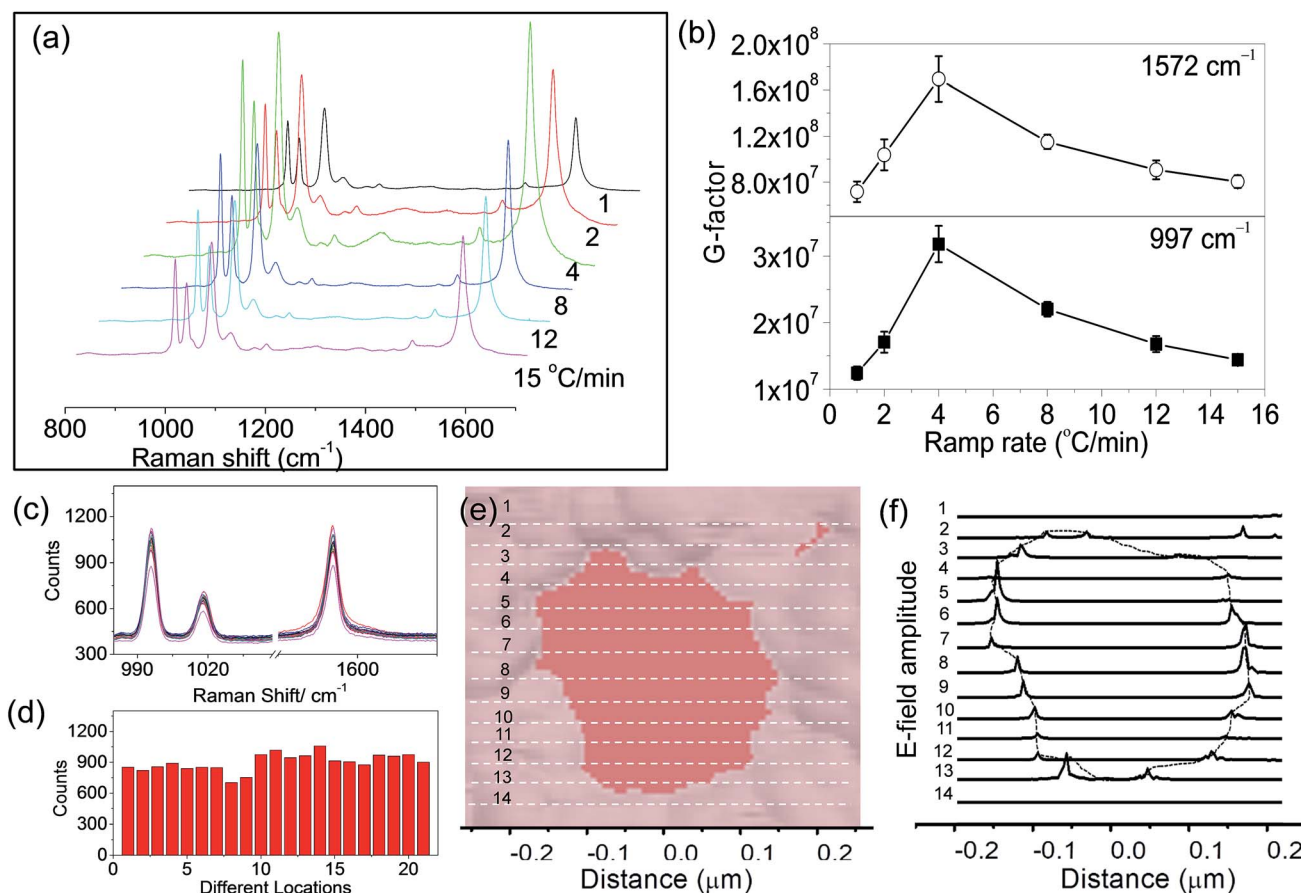 (a)
1
2
4
8
12
15 °C/min
800 1000 1200 1400 1600
Raman shift (cm⁻¹)
(b)
2.0x10⁸
1.6x10⁸
1.2x10⁸
8.0x10⁷
1572 cm⁻¹
G-factor
3x10⁷
2x10⁷
1x10⁷
997 cm⁻¹
0 2 4 6 8 10 12 14 16
Ramp rate (°C/min)
(c)
1200
900
600
300
Counts
990 1020 1600
Raman Shift/ cm⁻¹
(d)
1200
900
600
300
0
Counts
0 5 10 15 20
Different Locations
(e)
1
2
3
4
5
6
7
8
9
10
11
12
13
14
-0.2 -0.1 0.0 0.1 0.2
Distance (μm)
(f)
1
2
3
4
5
6
7
8
9
10
11
12
13
14
E-field amplitude
-0.2 -0.1 0.0 0.1 0.2
Distance (μm)